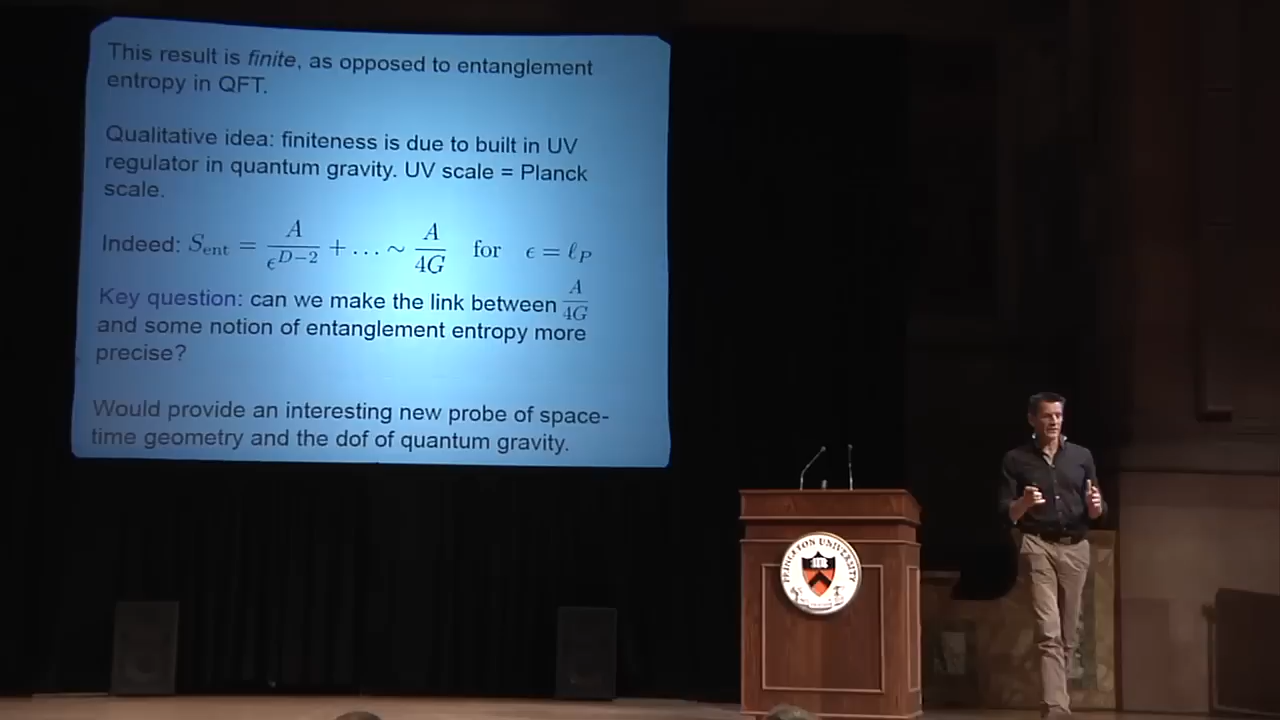 This result is finite, as opposed to entanglement
entropy in QFT.
Qualitative idea: finiteness is due to built in UV
regulator in quantum gravity. UV scale = Planck
scale.
Indeed: S_ent = A/ε^{D−2} + … ~ A/4G for ε = ℓ_P
Key question: can we make the link between A/4G
and some notion of entanglement entropy more
precise?
Would provide an interesting new probe of space-
time geometry and the dof of quantum gravity.
PRINCETON UNIVERSITY